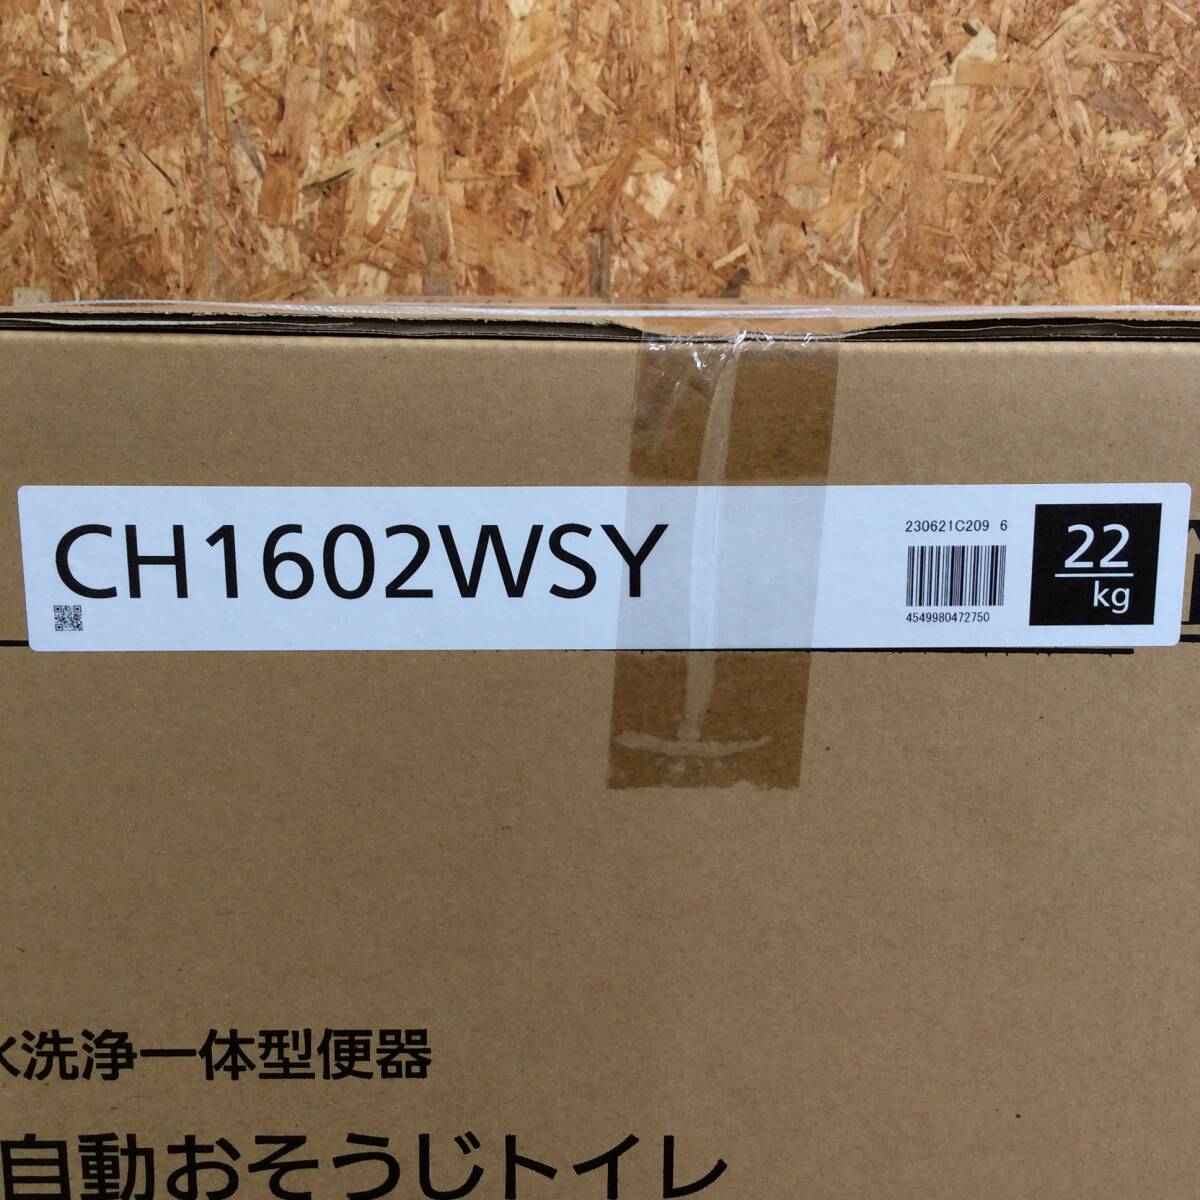 CH1602WSY
230621C209 6
4549980472750
22
kg
水洗浄一体型便器
自動おそうじトイレ